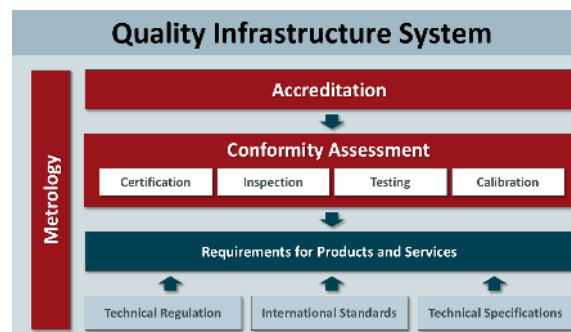 Quality Infrastructure System
Metrology
Accreditation
Conformity Assessment
Certification
Inspection
Testing
Calibration
Requirements for Products and Services
Technical Regulation
International Standards
Technical Specifications